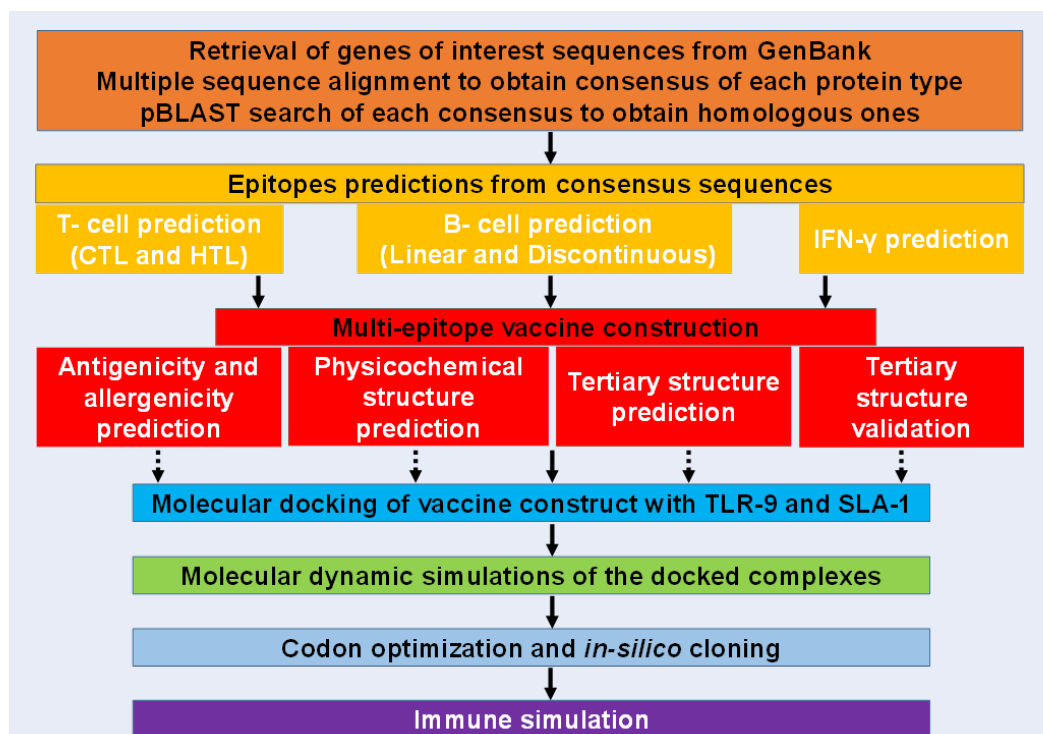 Retrieval of genes of interest sequences from GenBank
Multiple sequence alignment to obtain consensus of each protein type
pBLAST search of each consensus to obtain homologous ones
Epitopes predictions from consensus sequences
T- cell prediction
(CTL and HTL)
B- cell prediction
(Linear and Discontinuous)
IFN-γ prediction
Multi-epitope vaccine construction
Antigenicity and
allergenicity
prediction
Physicochemical
structure
prediction
Tertiary structure
prediction
Tertiary
structure
validation
Molecular docking of vaccine construct with TLR-9 and SLA-1
Molecular dynamic simulations of the docked complexes
Codon optimization and in-silico cloning
Immune simulation